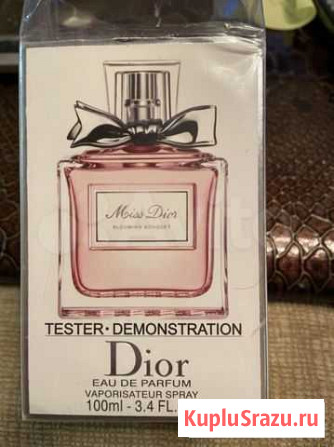 Miss Dior
BLOOMING BOUQUET
TESTER·DEMONSTRATION
Dior
EAU DE PARFUM
VAPORISATEUR SPRAY
100ml - 3.4 FL.
KupluSrazu.ru